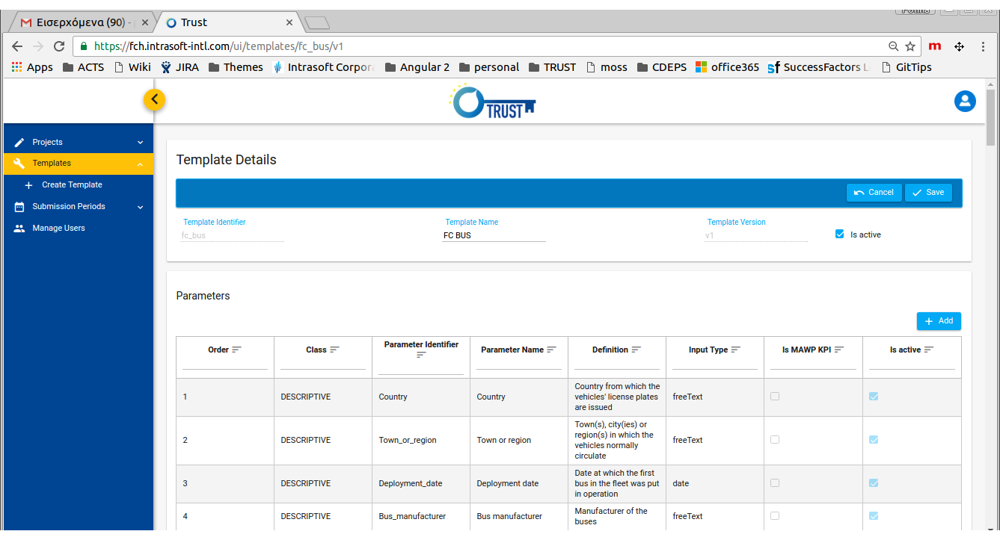 Εισερχόμενα (90) -
Trust
https://fch.intrasoft-intl.com/ui/templates/fc_bus/v1
m
Apps ACTS Wiki JIRA Themes Intrasoft Corpor Angular 2 personal TRUST moss CDEPS office365 SuccessFactors L GitTips
TRUST
Projects
Templates
Create Template
Submission Periods
Manage Users
Template Details
Cancel Save
Template Identifier Template Name Template Version
fc_bus FC BUS v1 Is active
Parameters
+ Add
Order Class Parameter Identifier Parameter Name Definition Input Type Is MAWP KPI Is active
1 DESCRIPTIVE Country Country Country from which the
vehicles' license plates
are issued freeText
2 DESCRIPTIVE Town_or_region Town or region Town(s), city(ies) or
region(s) in which the
vehicles normally
circulate freeText
3 DESCRIPTIVE Deployment_date Deployment date Date at which the first
bus in the fleet was put
in operation date
4 DESCRIPTIVE Bus_manufacturer Bus manufacturer Manufacturer of the
buses freeText